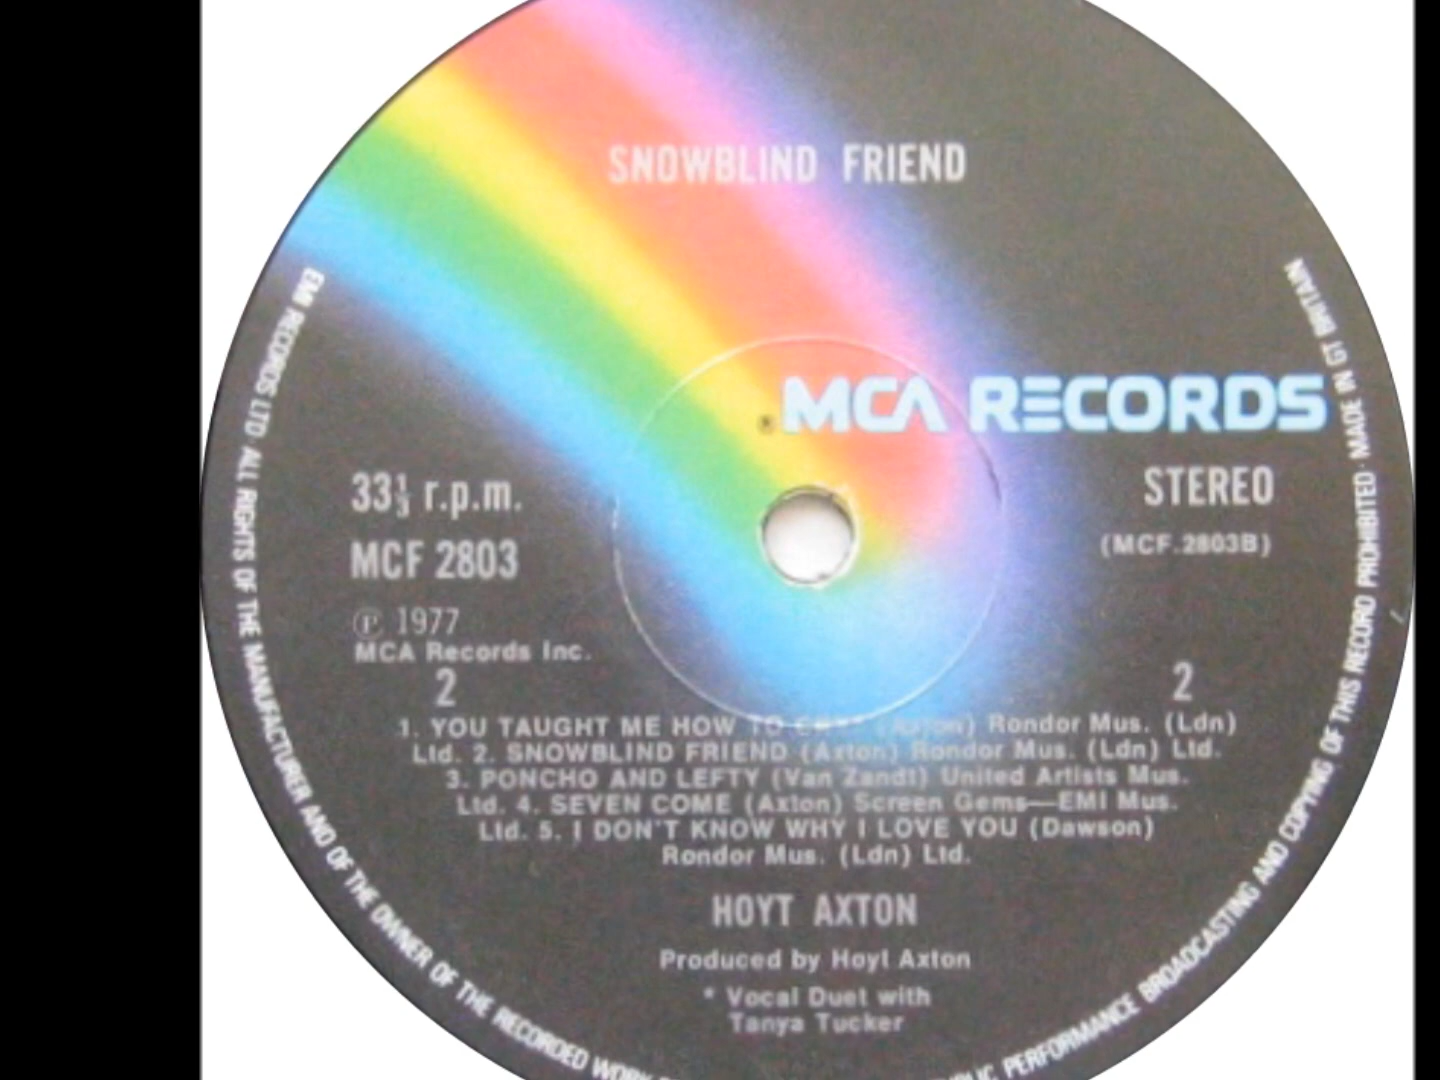 SNOWBLIND FRIEND
® MCA RECORDS
33⅓ r.p.m.
STEREO
MCF 2803
(MCF.2803B)
℗ 1977
MCA Records Inc.
2
2
1. YOU TAUGHT ME HOW TO CRY* (Axton) Rondor Mus. (Ldn)
Ltd. 2. SNOWBLIND FRIEND (Axton) Rondor Mus. (Ldn) Ltd.
3. PONCHO AND LEFTY (Van Zandt) United Artists Mus.
Ltd. 4. SEVEN COME (Axton) Screen Gems—EMI Mus.
Ltd. 5. I DON'T KNOW WHY I LOVE YOU (Dawson)
Rondor Mus. (Ldn) Ltd.
HOYT AXTON
Produced by Hoyt Axton
* Vocal Duet with
Tanya Tucker
EMI RECORDS LTD ALL RIGHTS OF THE MANUFACTURER AND OF THE OWNER OF THE RECORDED WORK
PERFORMANCE BROADCASTING AND COPYING OF THIS RECORD PROHIBITED · MADE IN GT BRITAIN